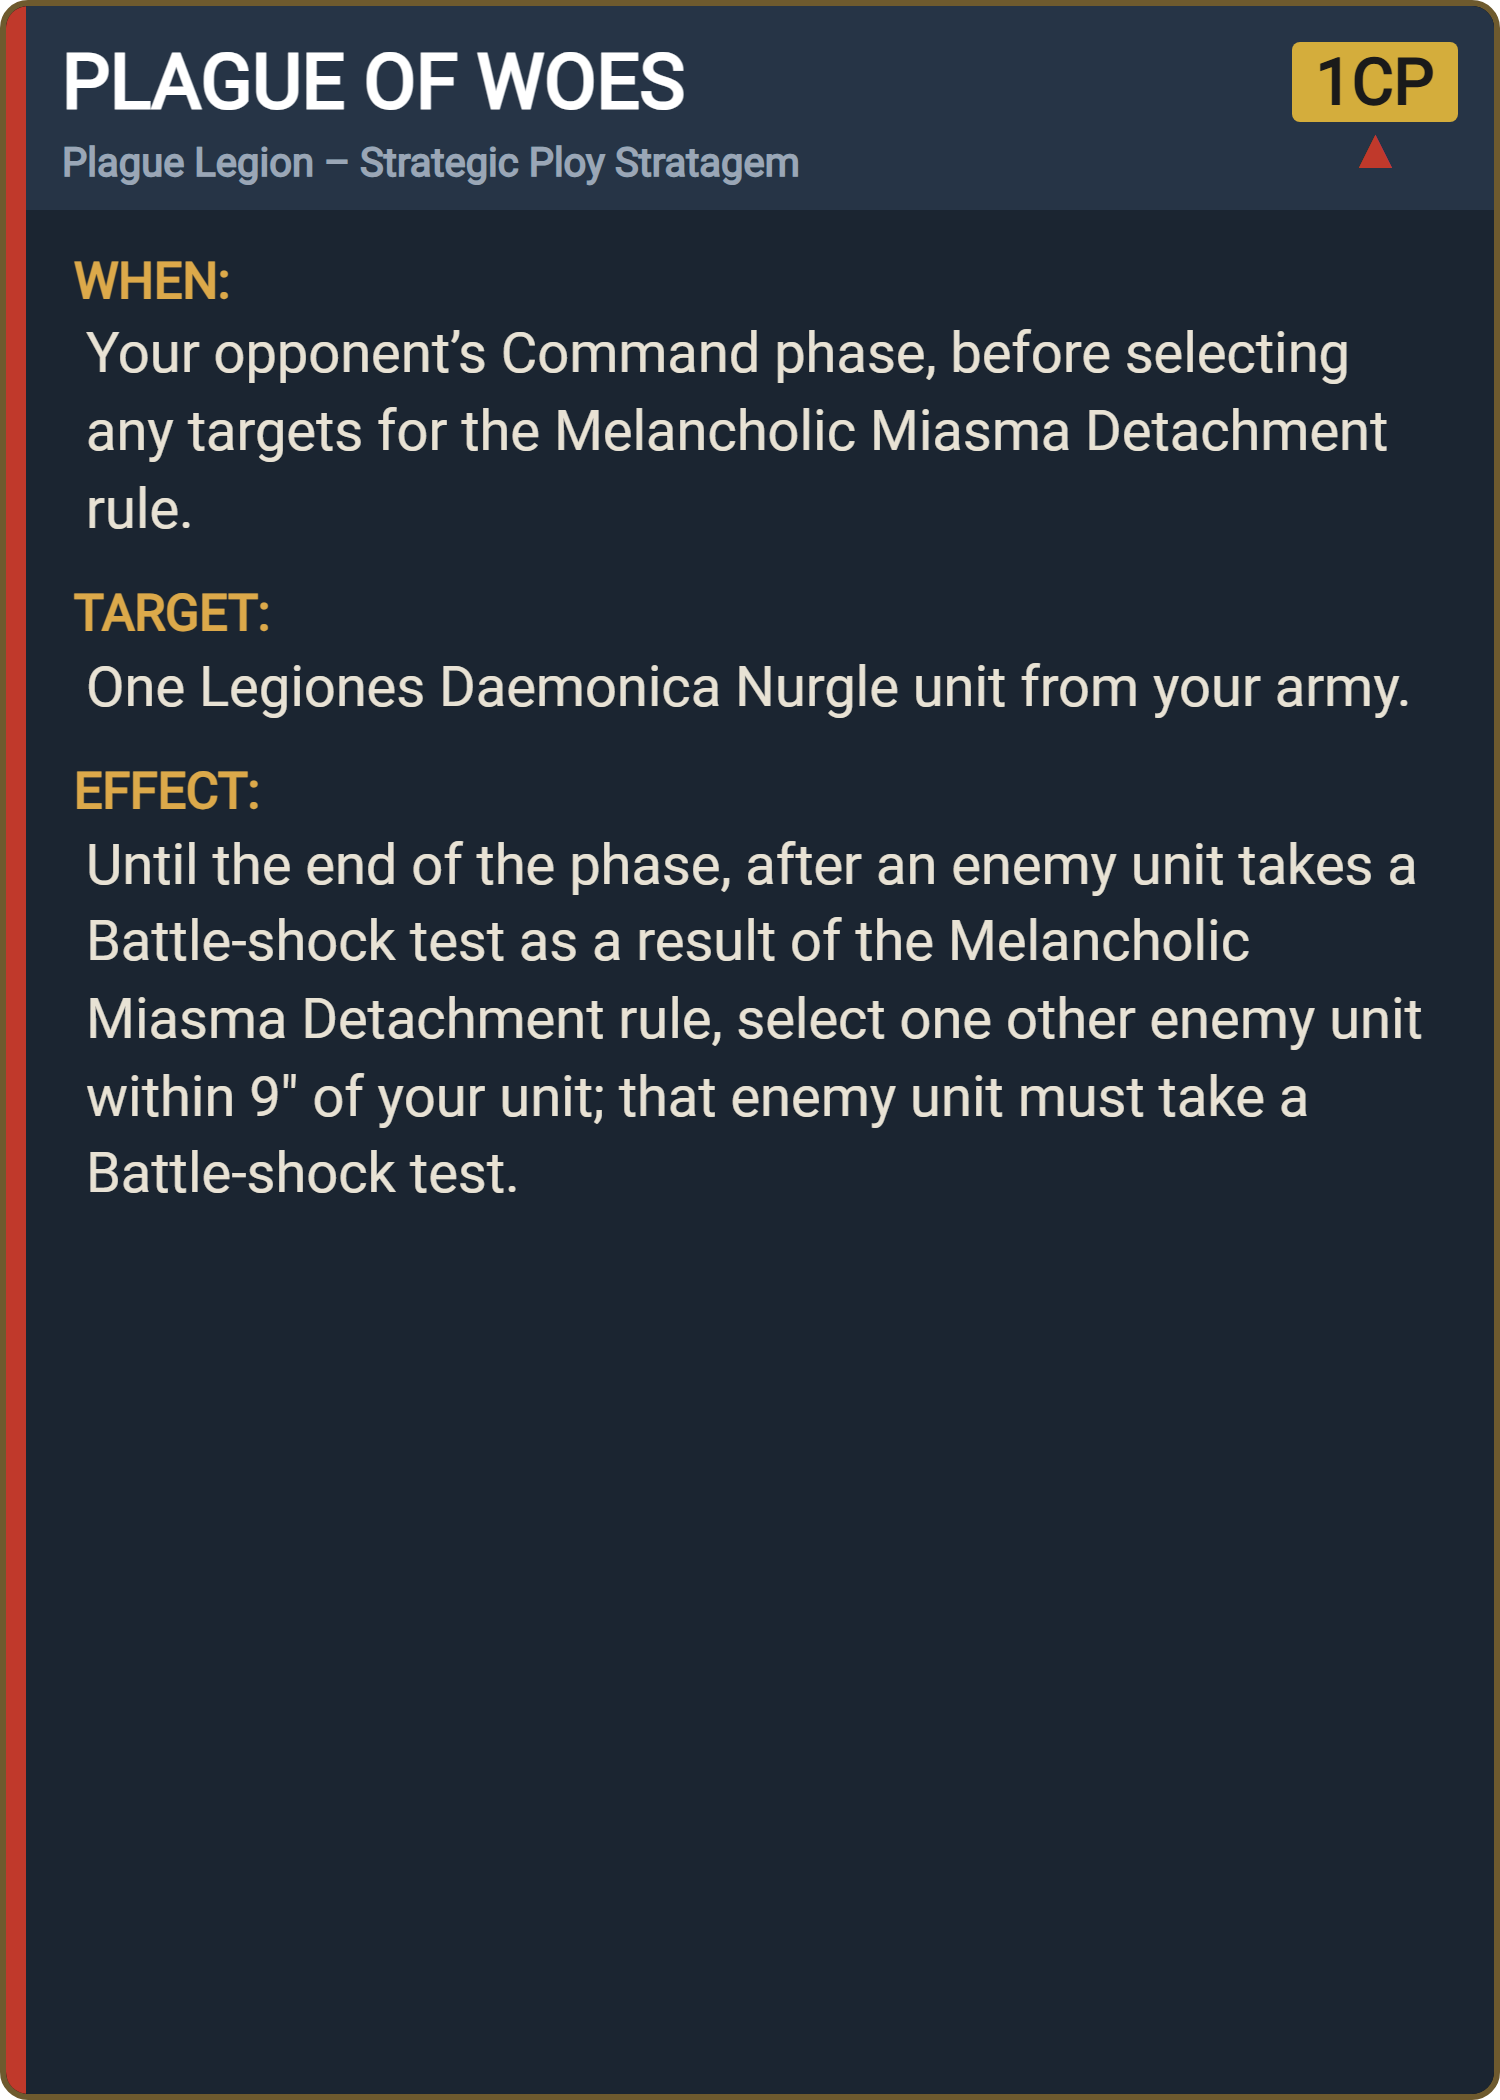 PLAGUE OF WOES
1CP
Plague Legion – Strategic Ploy Stratagem
WHEN:
Your opponent’s Command phase, before selecting
any targets for the Melancholic Miasma Detachment
rule.
TARGET:
One Legiones Daemonica Nurgle unit from your army.
EFFECT:
Until the end of the phase, after an enemy unit takes a
Battle-shock test as a result of the Melancholic
Miasma Detachment rule, select one other enemy unit
within 9" of your unit; that enemy unit must take a
Battle-shock test.